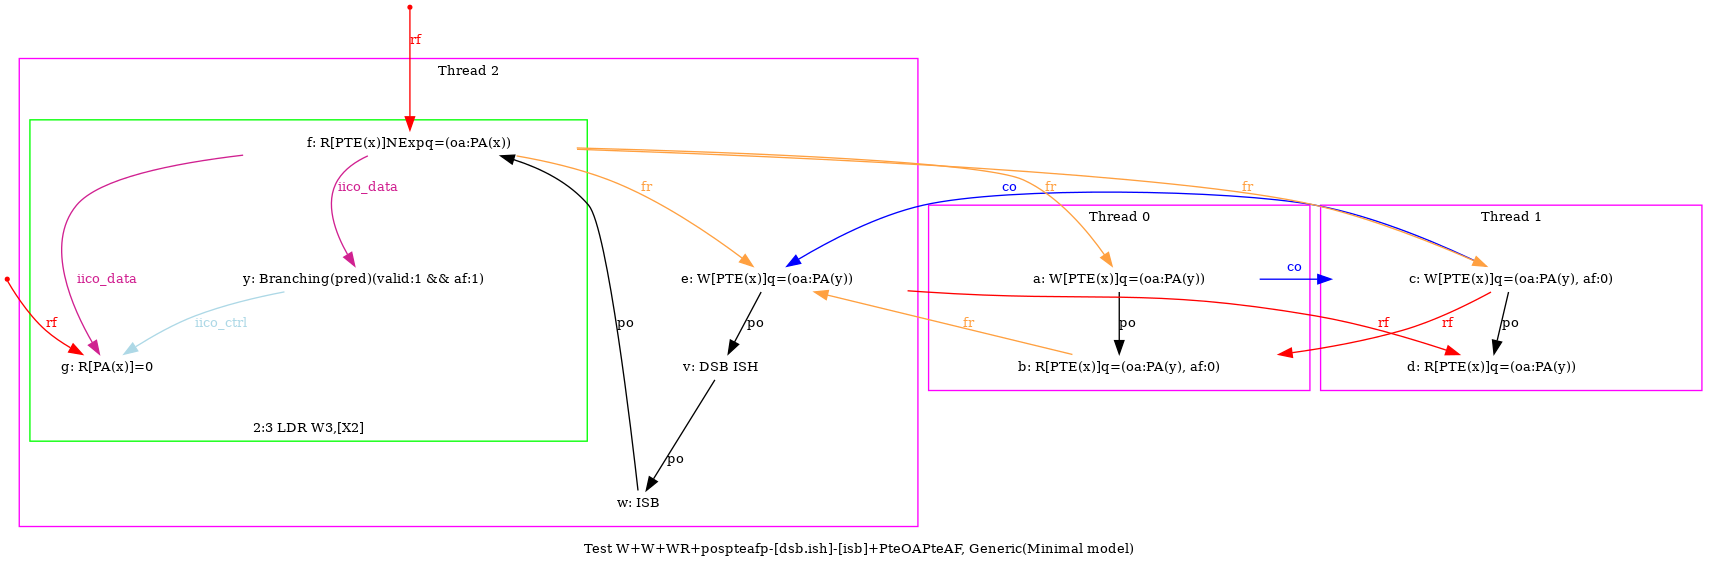 rf
Thread 2
f: R[PTE(x)]NExpq=(oa:PA(x))
iico_data
fr
co
fr
fr
Thread 0
Thread 1
iico_data
y: Branching(pred)(valid:1 && af:1)
e: W[PTE(x)]q=(oa:PA(y))
a: W[PTE(x)]q=(oa:PA(y))
co
c: W[PTE(x)]q=(oa:PA(y), af:0)
rf
iico_ctrl
po
po
fr
po
rf
rf
po
g: R[PA(x)]=0
v: DSB ISH
b: R[PTE(x)]q=(oa:PA(y), af:0)
d: R[PTE(x)]q=(oa:PA(y))
2:3 LDR W3,[X2]
po
w: ISB
Test W+W+WR+pospteafp-[dsb.ish]-[isb]+PteOAPteAF, Generic(Minimal model)